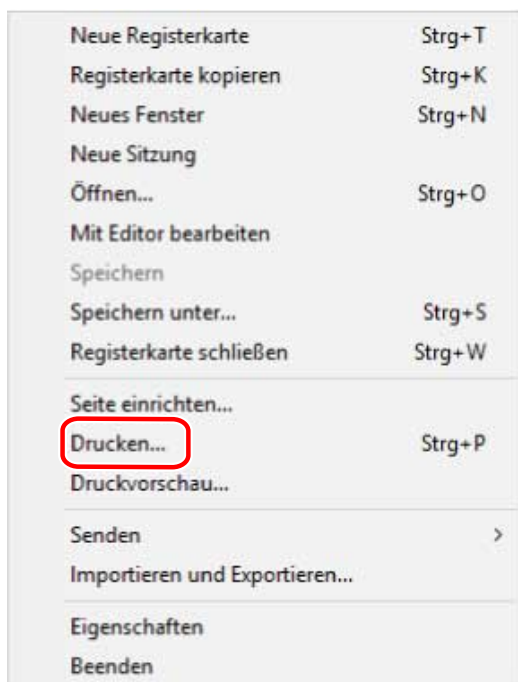 Neue Registerkarte Strg+T
Registerkarte kopieren Strg+K
Neues Fenster Strg+N
Neue Sitzung
Öffnen... Strg+O
Mit Editor bearbeiten
Speichern
Speichern unter... Strg+S
Registerkarte schließen Strg+W
Seite einrichten...
Drucken... Strg+P
Druckvorschau...
Senden >
Importieren und Exportieren...
Eigenschaften
Beenden